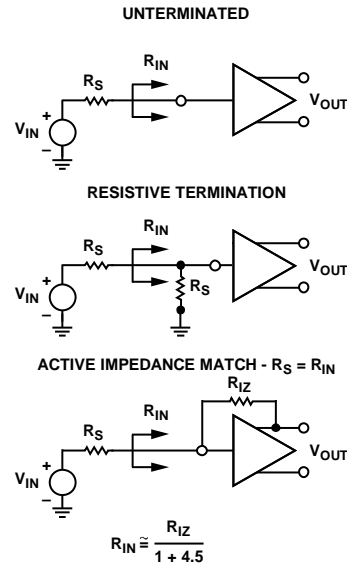 UNTERMINATED
R_IN
R_S
V_IN
+
–
V_OUT
RESISTIVE TERMINATION
R_IN
R_S
R_S
V_IN
+
–
V_OUT
ACTIVE IMPEDANCE MATCH - R_S = R_IN
R_IZ
R_IN
R_S
V_IN
+
–
V_OUT
R_IN ≅ R_IZ
1 + 4.5